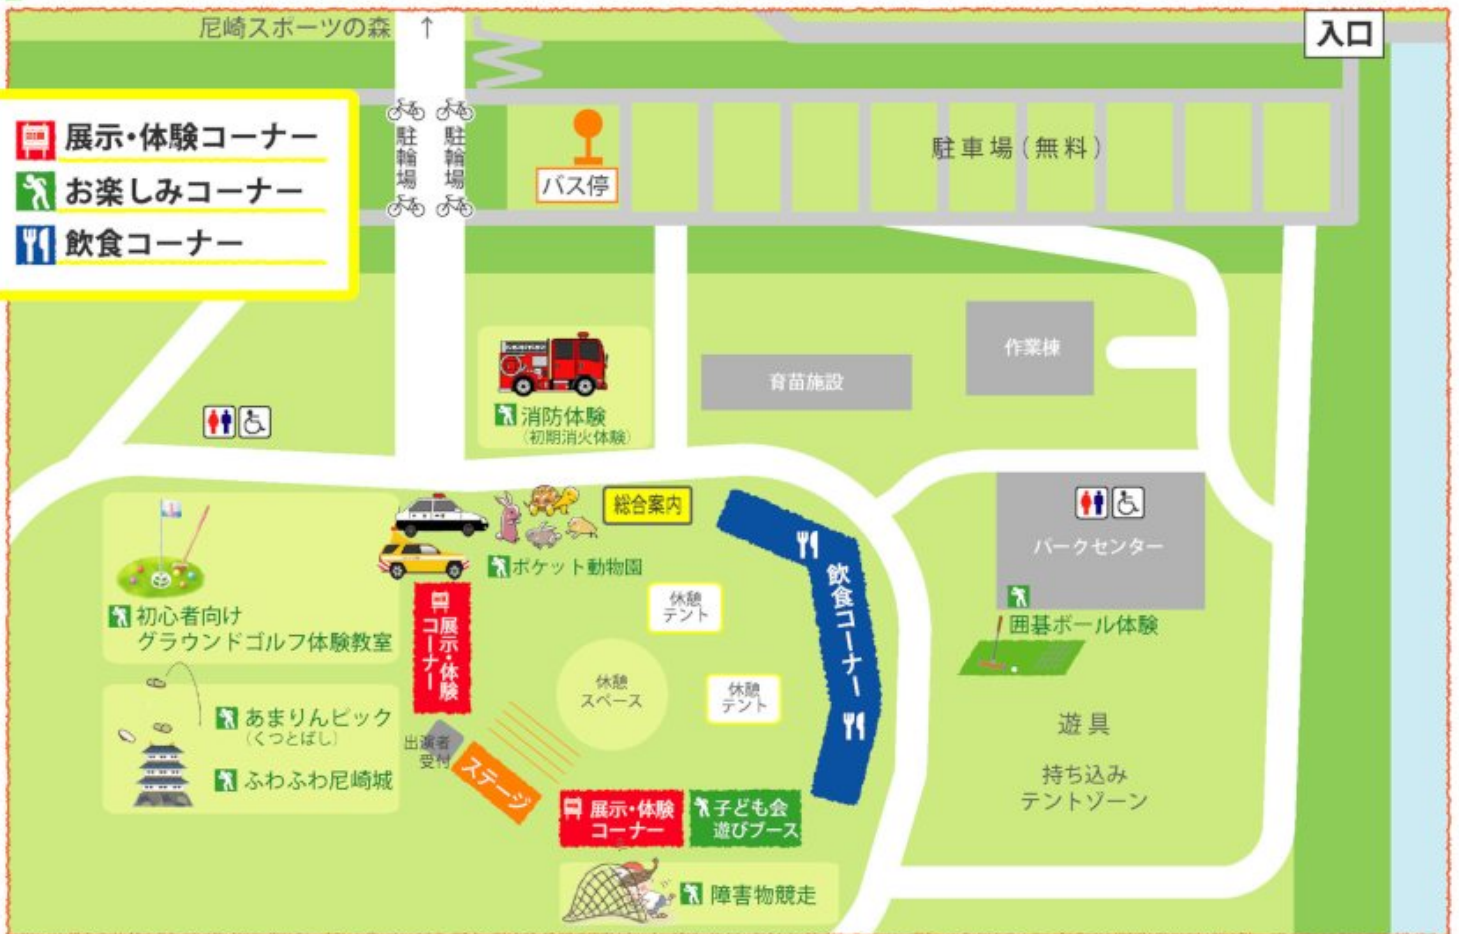 尼崎スポーツの森
↑
入口
展示・体験コーナー
お楽しみコーナー
飲食コーナー
駐輪場
駐輪場
バス停
駐車場(無料)
消防体験
(初期消火体験)
育苗施設
作業棟
初心者向け
グラウンドゴルフ体験教室
ポケット動物園
総合案内
飲食コーナー
パークセンター
囲碁ボール体験
展示・体験
コーナー
休憩
テント
休憩
スペース
休憩
テント
あまりんピック
(くつとばし)
ふわふわ尼崎城
出演者
受付
ステージ
展示・体験
コーナー
子ども会
遊びブース
障害物競走
遊具
持ち込み
テントゾーン